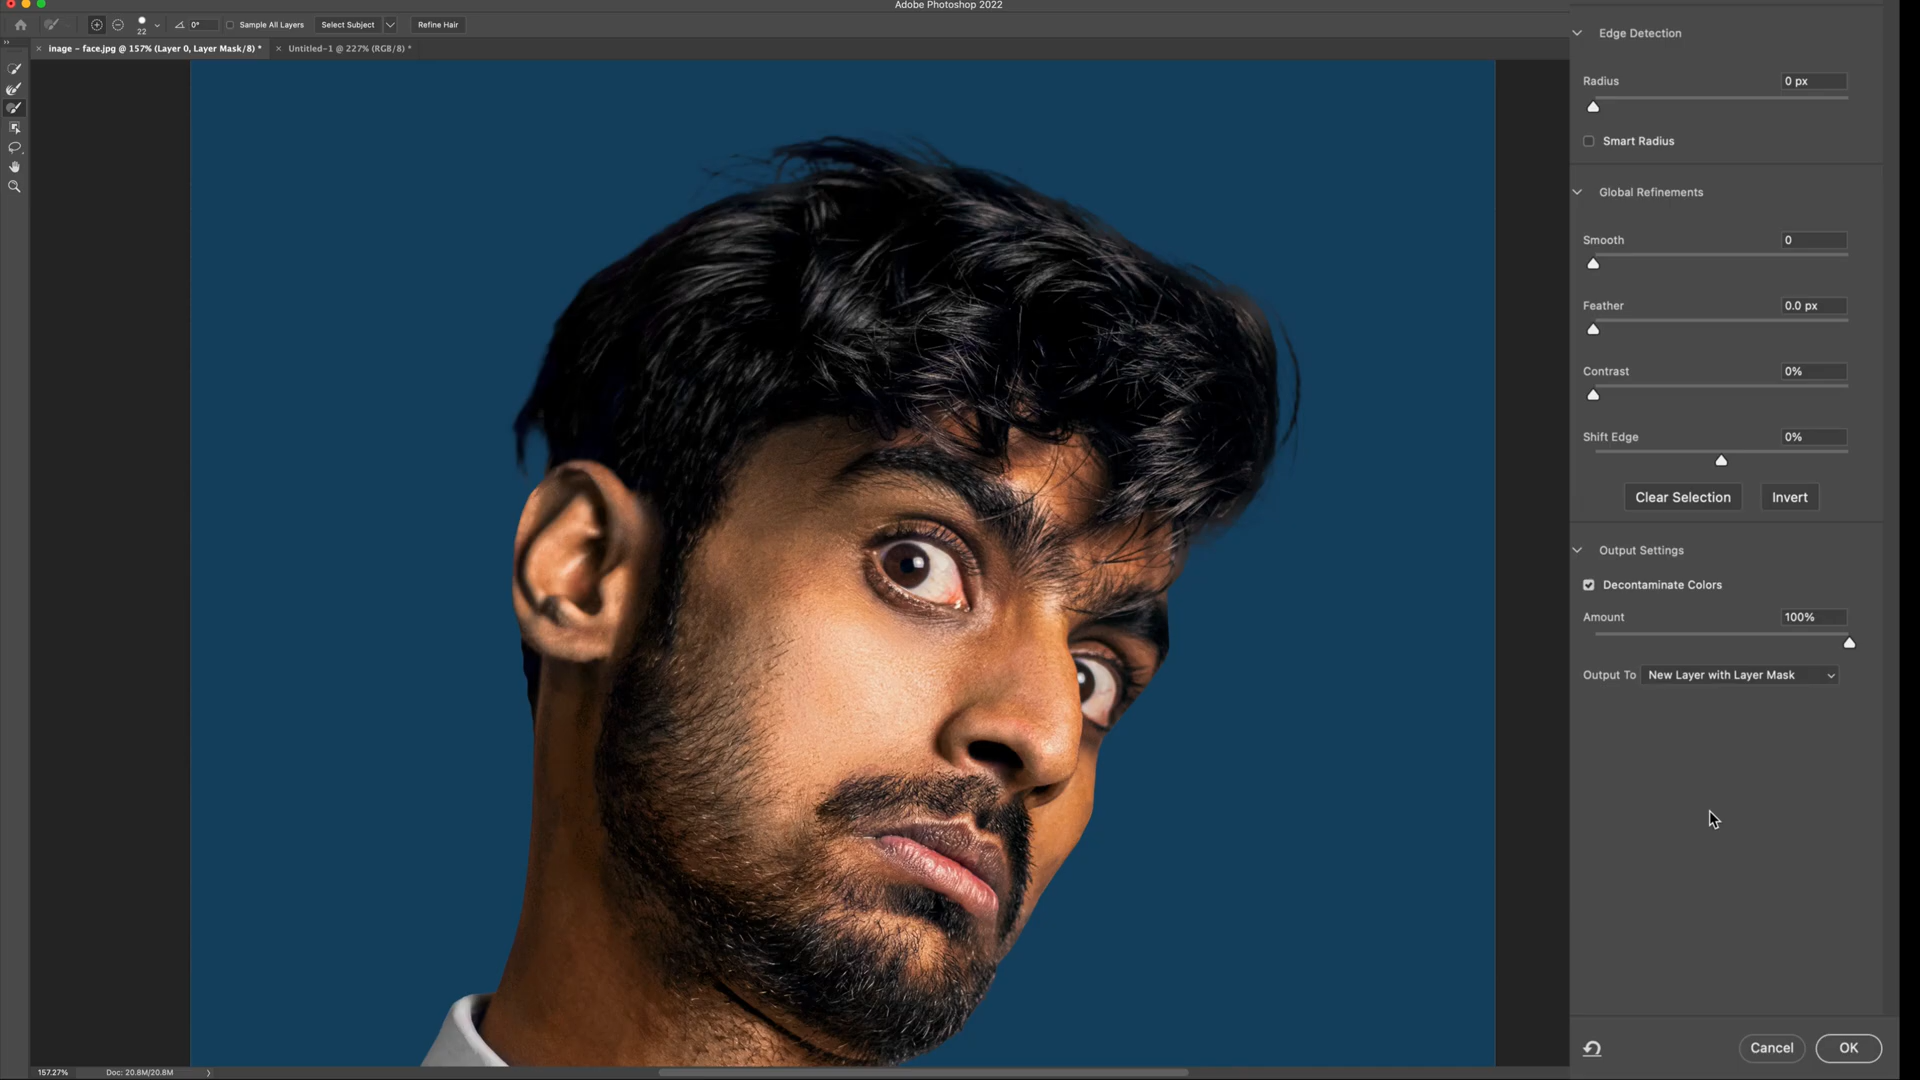 Adobe Photoshop 2022
22
0°
Sample All Layers
Select Subject
Refine Hair
image – face.jpg @ 157% (Layer 0, Layer Mask/8) *
Untitled-1 @ 227% (RGB/8) *
Edge Detection
Radius
0 px
Smart Radius
Global Refinements
Smooth
0
Feather
0.0 px
Contrast
0%
Shift Edge
0%
Clear Selection
Invert
Output Settings
Decontaminate Colors
Amount
100%
Output To
New Layer with Layer Mask
Cancel
OK
157.27%
Doc: 20.8M/20.8M